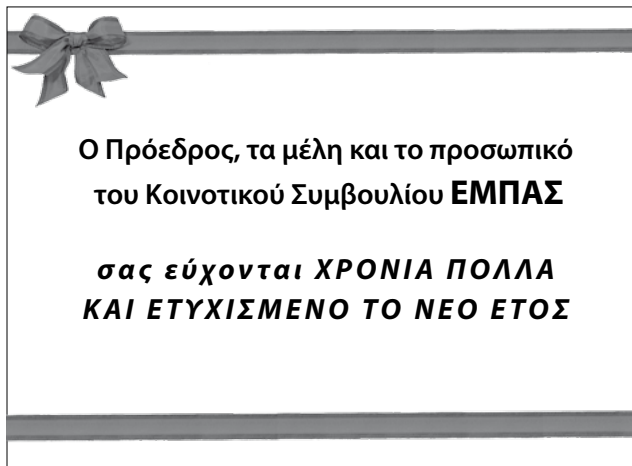 Ο Πρόεδρος, τα μέλη και το προσωπικό
του Κοινοτικού Συμβουλίου ΕΜΠΑΣ
σας εύχονται ΧΡΟΝΙΑ ΠΟΛΛΑ
ΚΑΙ ΕΤΥΧΙΣΜΕΝΟ ΤΟ ΝΕΟ ΕΤΟΣ